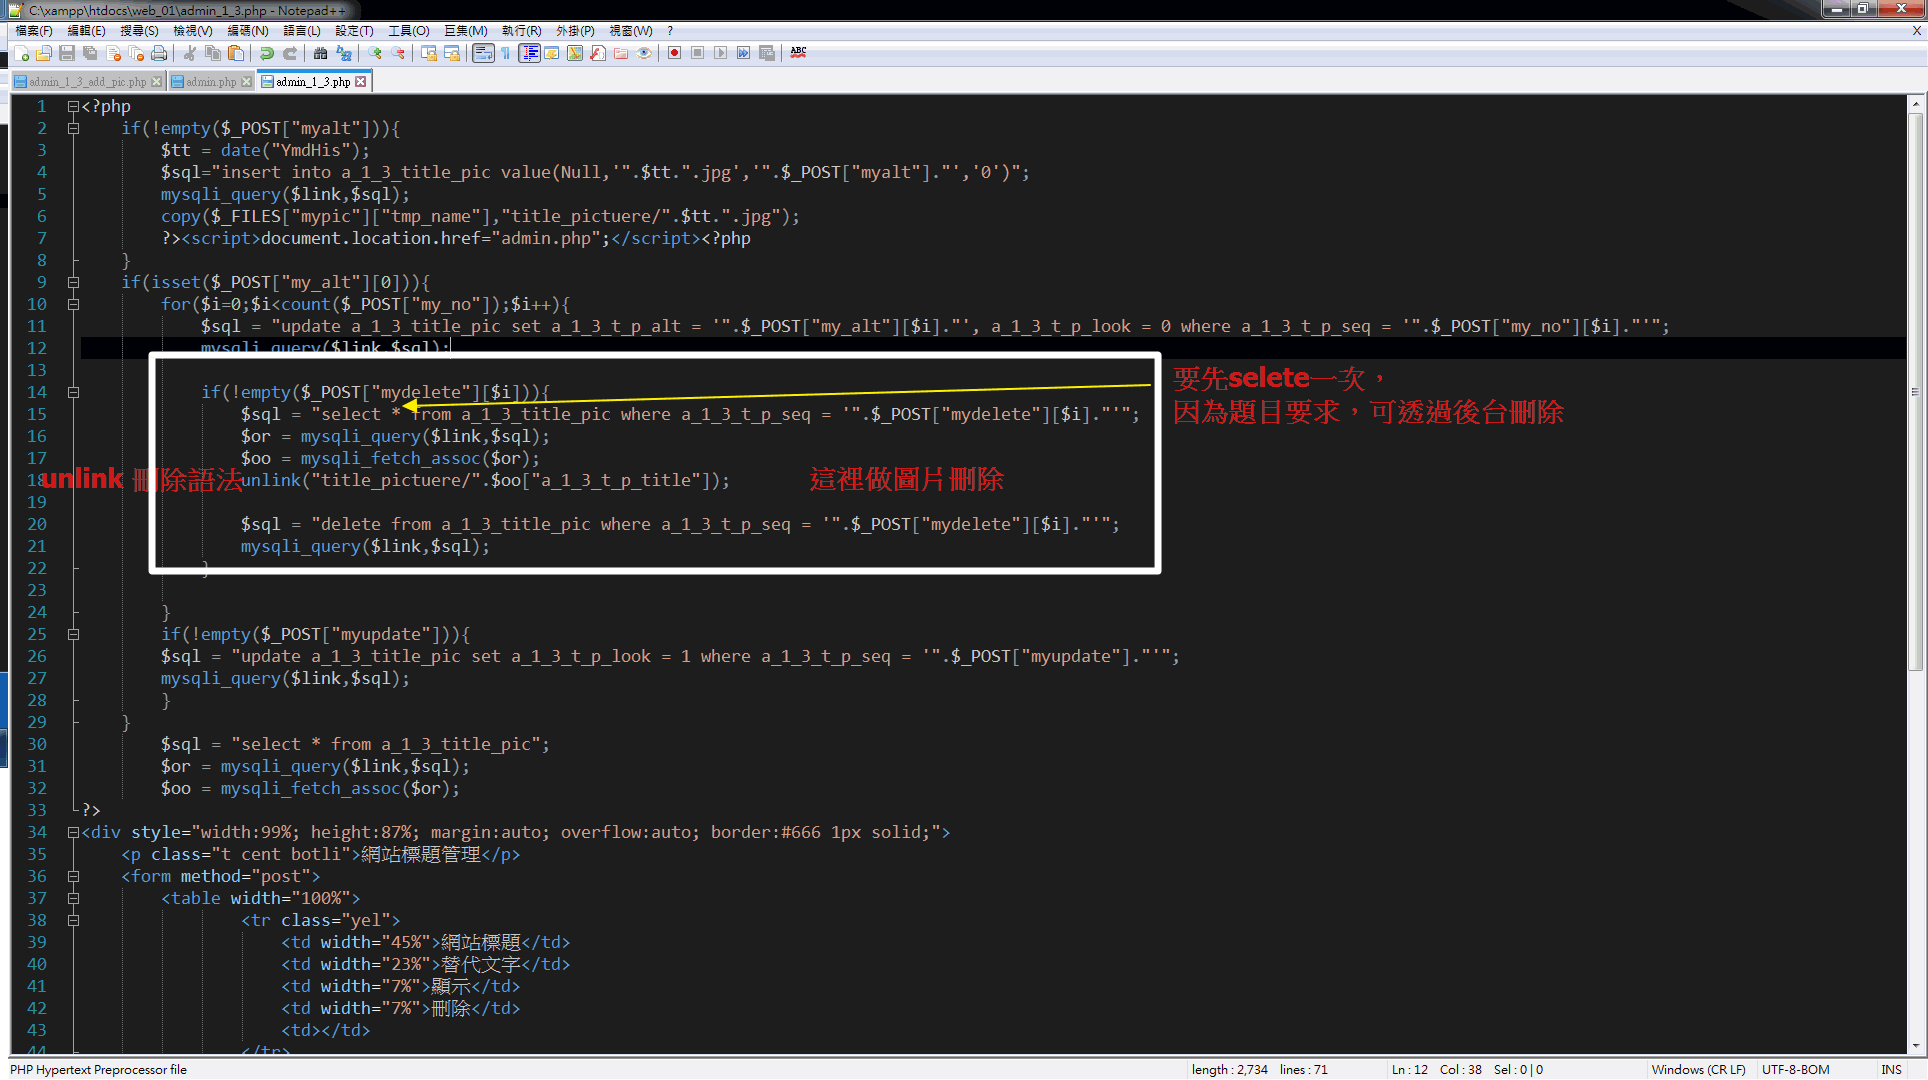 C:\xampp\htdocs\web_01\admin_1_3.php - Notepad++
檔案(F) 編輯(E) 搜尋(S) 檢視(V) 編碼(N) 語言(L) 設定(T) 工具(O) 巨集(M) 執行(R) 外掛(P) 視窗(W) ? X
ABC
admin_1_3_add_pic.php admin.php admin_1_3.php
1 <?php
2 if(!empty($_POST["myalt"])){
3 $tt = date("YmdHis");
4 $sql="insert into a_1_3_title_pic value(Null,'".$tt.".jpg','".$_POST["myalt"]."','0')";
5 mysqli_query($link,$sql);
6 copy($_FILES["mypic"]["tmp_name"],"title_pictuere/".$tt.".jpg");
7 ?><script>document.location.href="admin.php";</script><?php
8 }
9 if(isset($_POST["my_alt"][0])){
10 for($i=0;$i<count($_POST["my_no"]);$i++){
11 $sql = "update a_1_3_title_pic set a_1_3_t_p_alt = '".$_POST["my_alt"][$i]."', a_1_3_t_p_look = 0 where a_1_3_t_p_seq = '".$_POST["my_no"][$i]."'";
12 mysqli_query($link,$sql);
13
14 if(!empty($_POST["mydelete"][$i])){
要先selete一次，
15 $sql = "select * from a_1_3_title_pic where a_1_3_t_p_seq = '".$_POST["mydelete"][$i]."'";
因為題目要求，可透過後台刪除
16 $or = mysqli_query($link,$sql);
17 $oo = mysqli_fetch_assoc($or);
18 unlink("title_pictuere/".$oo["a_1_3_t_p_title"]);
unlink 刪除語法
這裡做圖片刪除
19
20 $sql = "delete from a_1_3_title_pic where a_1_3_t_p_seq = '".$_POST["mydelete"][$i]."'";
21 mysqli_query($link,$sql);
22 }
23
24 }
25 if(!empty($_POST["myupdate"])){
26 $sql = "update a_1_3_title_pic set a_1_3_t_p_look = 1 where a_1_3_t_p_seq = '".$_POST["myupdate"]."'";
27 mysqli_query($link,$sql);
28 }
29 }
30 $sql = "select * from a_1_3_title_pic";
31 $or = mysqli_query($link,$sql);
32 $oo = mysqli_fetch_assoc($or);
33 ?>
34 <div style="width:99%; height:87%; margin:auto; overflow:auto; border:#666 1px solid;">
35 <p class="t cent botli">網站標題管理</p>
36 <form method="post">
37 <table width="100%">
38 <tr class="yel">
39 <td width="45%">網站標題</td>
40 <td width="23%">替代文字</td>
41 <td width="7%">顯示</td>
42 <td width="7%">刪除</td>
43 <td></td>
44 </tr>
PHP Hypertext Preprocessor file length : 2,734 lines : 71 Ln : 12 Col : 38 Sel : 0 | 0 Windows (CR LF) UTF-8-BOM INS